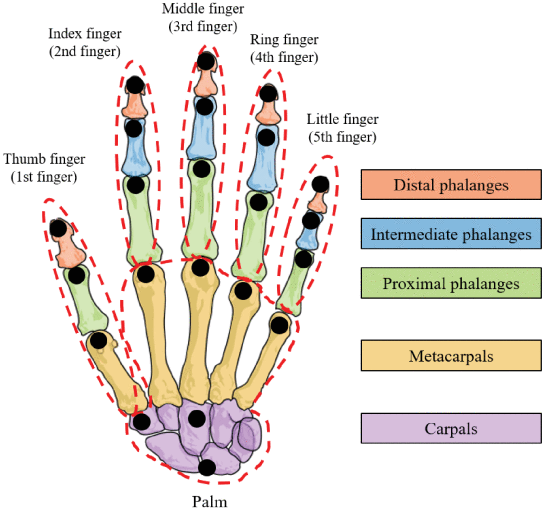 Middle finger
(3rd finger)
Index finger
(2nd finger)
Ring finger
(4th finger)
Little finger
(5th finger)
Thumb finger
(1st finger)
Distal phalanges
Intermediate phalanges
Proximal phalanges
Metacarpals
Carpals
Palm